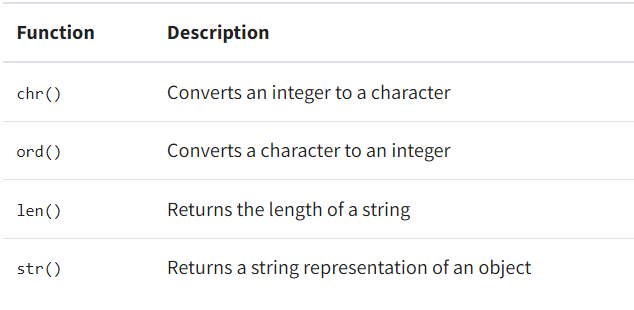 Function Description
chr() Converts an integer to a character
ord() Converts a character to an integer
len() Returns the length of a string
str() Returns a string representation of an object